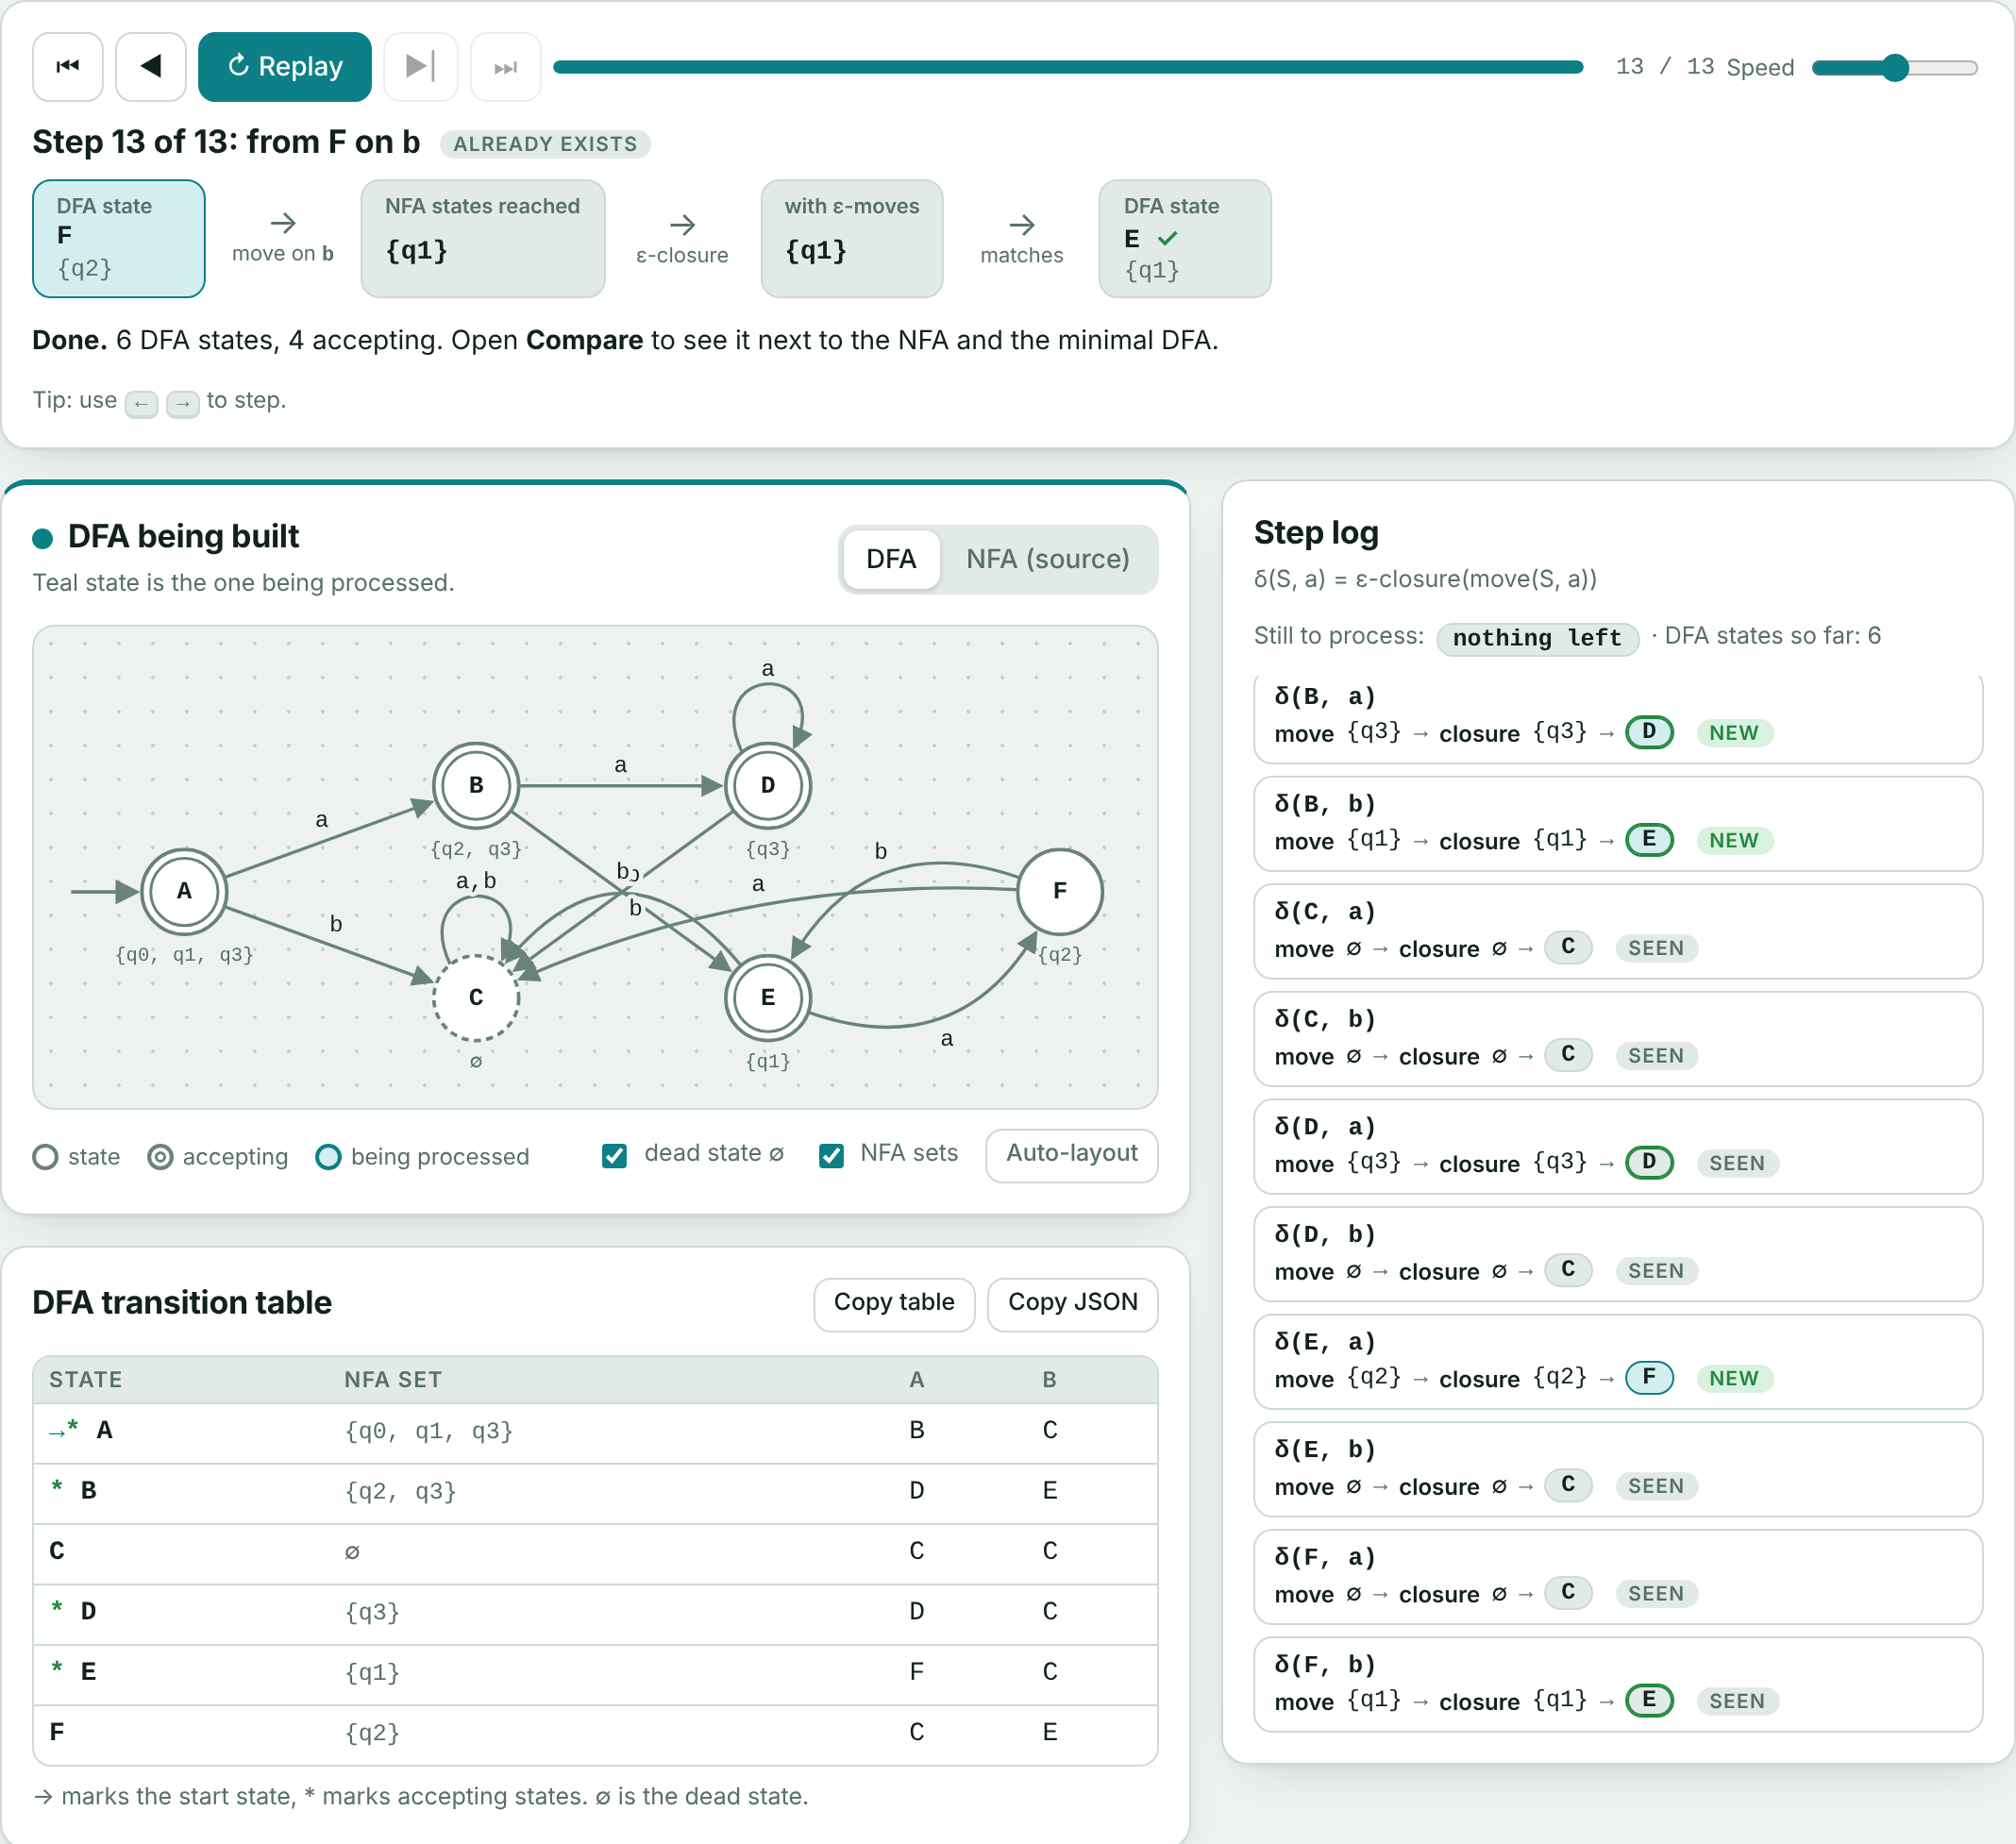 Replay
13 / 13 Speed
Step 13 of 13: from F on b ALREADY EXISTS
DFA state
F
{q2}
→
move on b
NFA states reached
{q1}
→
ε-closure
with ε-moves
{q1}
→
matches
DFA state
E ✓
{q1}
Done. 6 DFA states, 4 accepting. Open Compare to see it next to the NFA and the minimal DFA.
Tip: use ← → to step.
DFA being built
Teal state is the one being processed.
DFA NFA (source)
a
B
a
D
a
{q2, q3}
{q3}
A
{q0, q1, q3}
b
a,b
b
b
a
b
F
{q2}
C
∅
E
{q1}
a
state accepting being processed dead state ∅ NFA sets Auto-layout
DFA transition table
Copy table Copy JSON
STATE NFA SET A B
→* A {q0, q1, q3} B C
* B {q2, q3} D E
C ∅ C C
* D {q3} D C
* E {q1} F C
F {q2} C E
→ marks the start state, * marks accepting states. ∅ is the dead state.
Step log
δ(S, a) = ε-closure(move(S, a))
Still to process: nothing left · DFA states so far: 6
δ(B, a)
move {q3} → closure {q3} → D NEW
δ(B, b)
move {q1} → closure {q1} → E NEW
δ(C, a)
move ∅ → closure ∅ → C SEEN
δ(C, b)
move ∅ → closure ∅ → C SEEN
δ(D, a)
move {q3} → closure {q3} → D SEEN
δ(D, b)
move ∅ → closure ∅ → C SEEN
δ(E, a)
move {q2} → closure {q2} → F NEW
δ(E, b)
move ∅ → closure ∅ → C SEEN
δ(F, a)
move ∅ → closure ∅ → C SEEN
δ(F, b)
move {q1} → closure {q1} → E SEEN